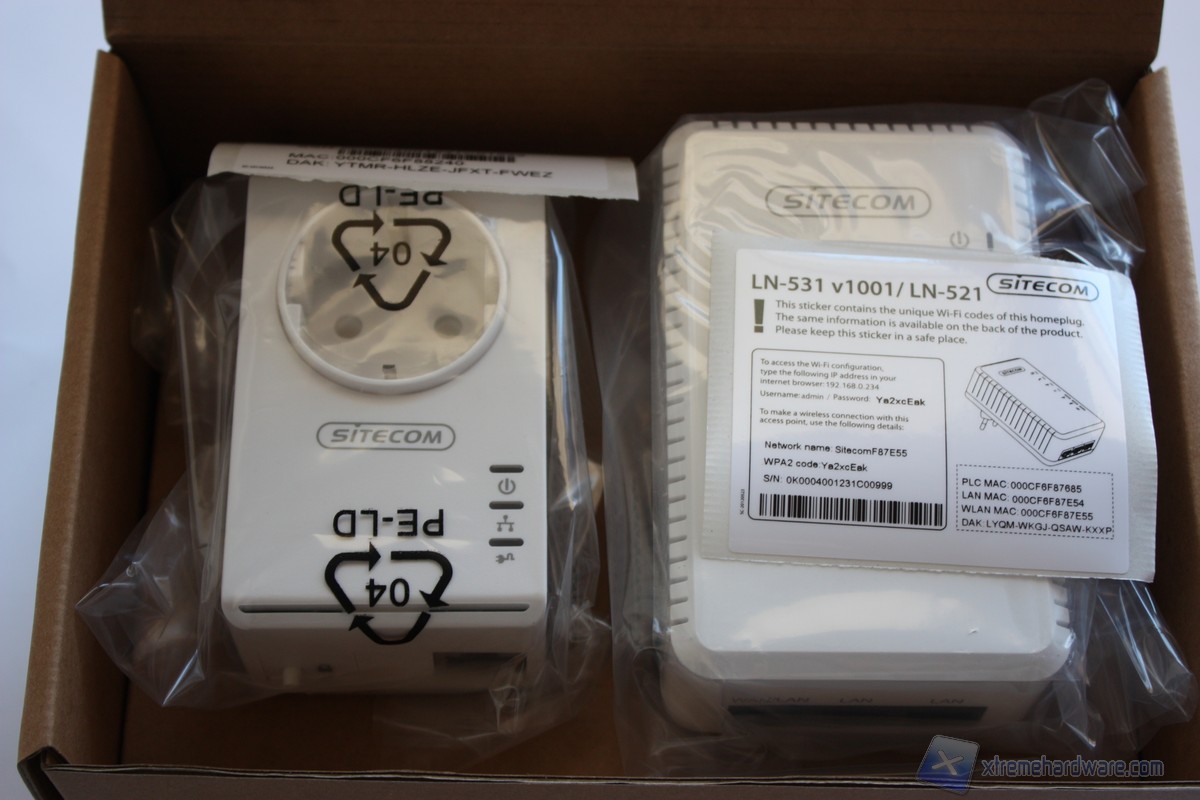 MAC:000CF6F68240
DAK: YTMR-HLZE-JFXT-FWEZ
PE-LD
04
SITECOM
PE-LD
04
SITECOM
LN-531 v1001/ LN-521 SITECOM
! This sticker contains the unique Wi-Fi codes of this homeplug.
The same information is available on the back of the product.
Please keep this sticker in a safe place.
To access the Wi-Fi configuration,
type the following IP address in your
internet browser: 192.168.0.234
Username: admin / Password: Ya2xcEak
To make a wireless connection with this
access point, use the following details:
Network name: SitecomF87E55
WPA2 code: Ya2xcEak
S/N: 0K0004001231C00999
PLC MAC: 000CF6F87685
LAN MAC: 000CF6F87E54
WLAN MAC: 000CF6F87E55
DAK: LYQM-WKGJ-QSAW-KXXP
LAN LAN
xtremehardware.com